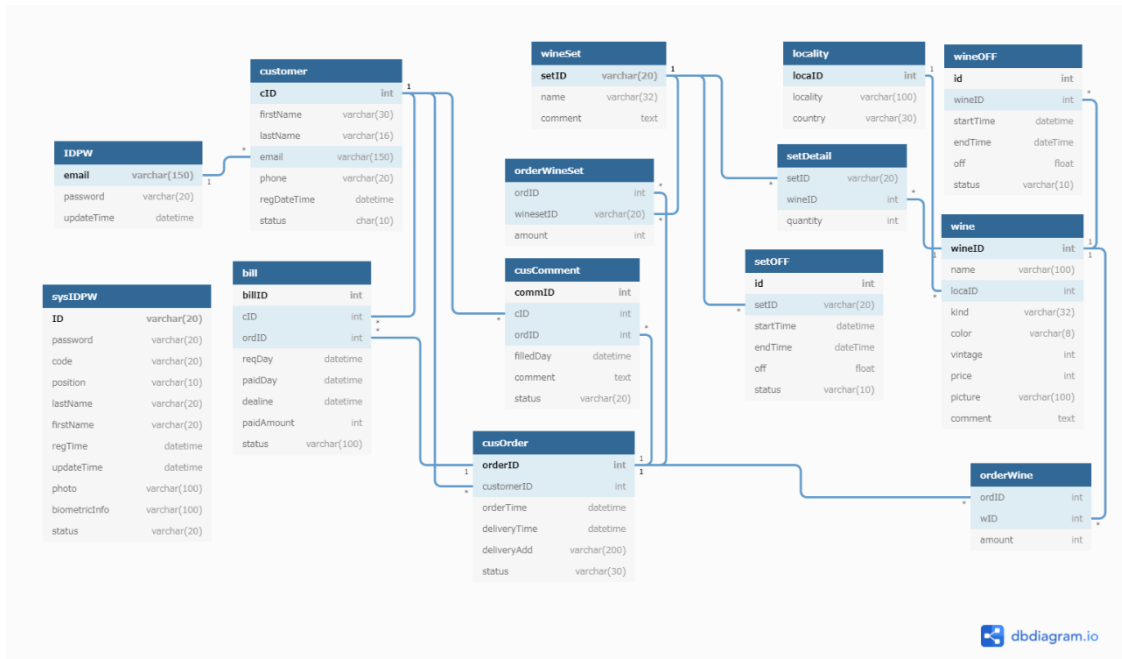 customer
cID int
firstName varchar(30)
lastName varchar(16)
email varchar(150)
phone varchar(20)
regDateTime datetime
status char(10)
IDPW
email varchar(150)
password varchar(20)
updateTime datetime
sysIDPW
ID varchar(20)
password varchar(20)
code varchar(20)
position varchar(10)
lastName varchar(20)
firstName varchar(20)
regTime datetime
updateTime datetime
photo varchar(100)
biometricInfo varchar(100)
status varchar(20)
bill
billID int
cID int
ordID int
reqDay datetime
paidDay datetime
dealine datetime
paidAmount int
status varchar(100)
wineSet
setID varchar(20)
name varchar(32)
comment text
orderWineSet
ordID int
winesetID varchar(20)
amount int
cusComment
commID int
cID int
ordID int
filledDay datetime
comment text
status varchar(20)
cusOrder
orderID int
customerID int
orderTime datetime
deliveryTime datetime
deliveryAdd varchar(200)
status varchar(30)
locality
locaID int
locality varchar(100)
country varchar(30)
setDetail
setID varchar(20)
wineID int
quantity int
setOFF
id int
setID varchar(20)
startTime datetime
endTime dateTime
off float
status varchar(10)
wineOFF
id int
wineID int
startTime datetime
endTime dateTime
off float
status varchar(10)
wine
wineID int
name varchar(100)
locaID int
kind varchar(32)
color varchar(8)
vintage int
price int
picture varchar(100)
comment text
orderWine
ordID int
wID int
amount int
dbdiagram.io